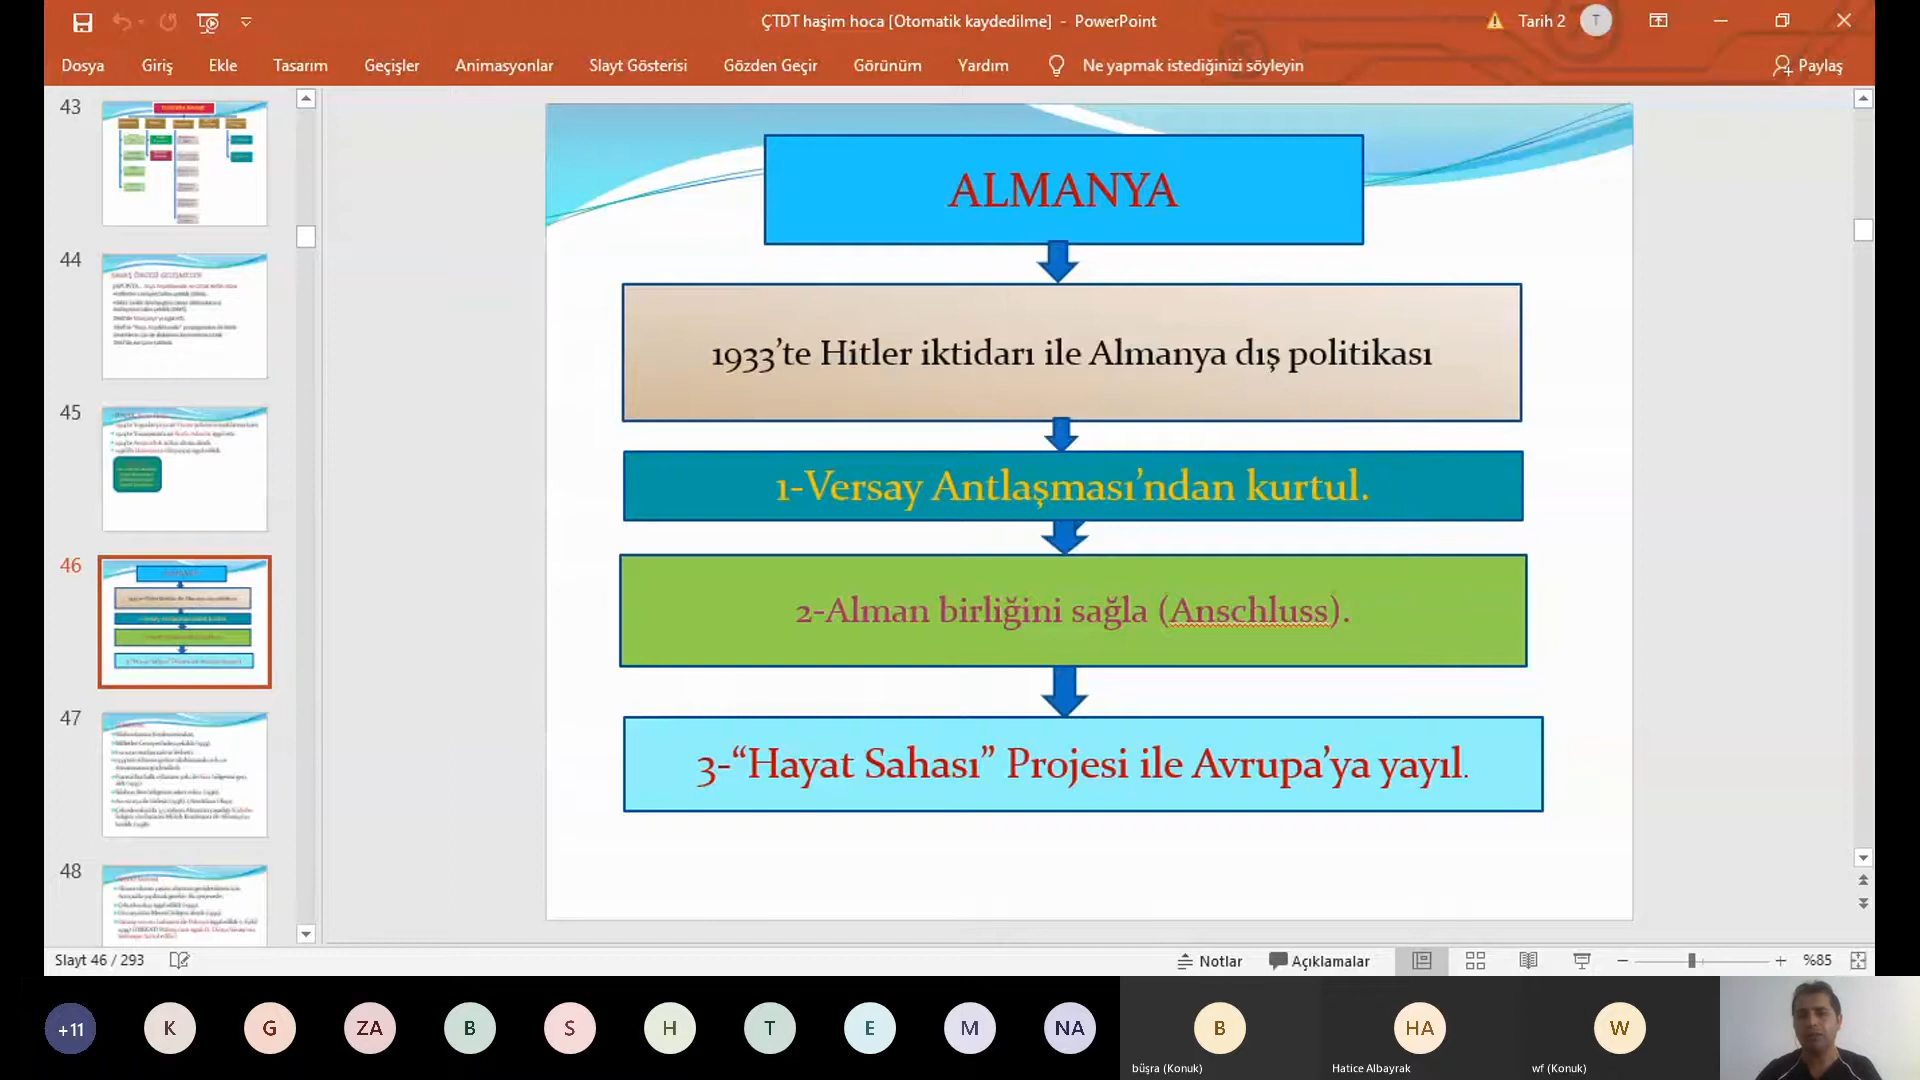 ÇTDT haşim hoca [Otomatik kaydedilme] - PowerPoint
Tarih 2
T
Dosya Giriş Ekle Tasarım Geçişler Animasyonlar Slayt Gösterisi Gözden Geçir Görünüm Yardım Ne yapmak istediğinizi söyleyin Paylaş
43
44
45
46
47
48
ALMANYA
1933’te Hitler iktidarı ile Almanya dış politikası
1-Versay Antlaşması’ndan kurtul.
2-Alman birliğini sağla (Anschluss).
3-“Hayat Sahası” Projesi ile Avrupa’ya yayıl.
Slayt 46 / 293
Notlar Açıklamalar %85
+11 K G ZA B S H T E M NA B HA W
büşra (Konuk) Hatice Albayrak wf (Konuk)